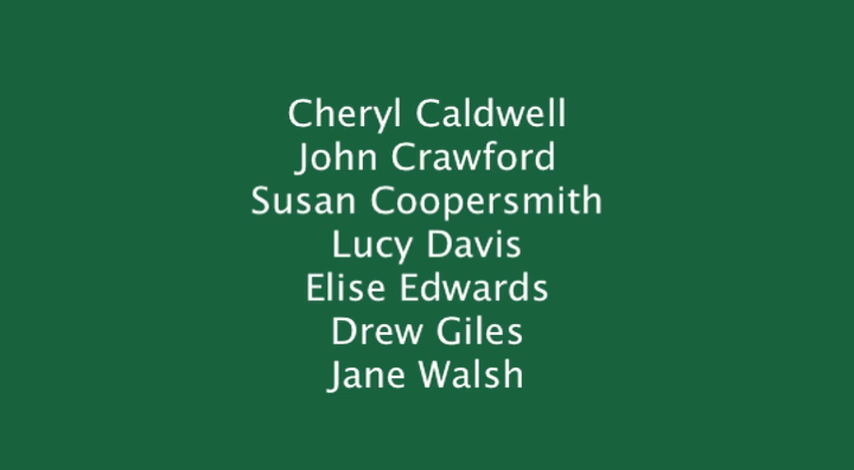 Cheryl Caldwell
John Crawford
Susan Coopersmith
Lucy Davis
Elise Edwards
Drew Giles
Jane Walsh